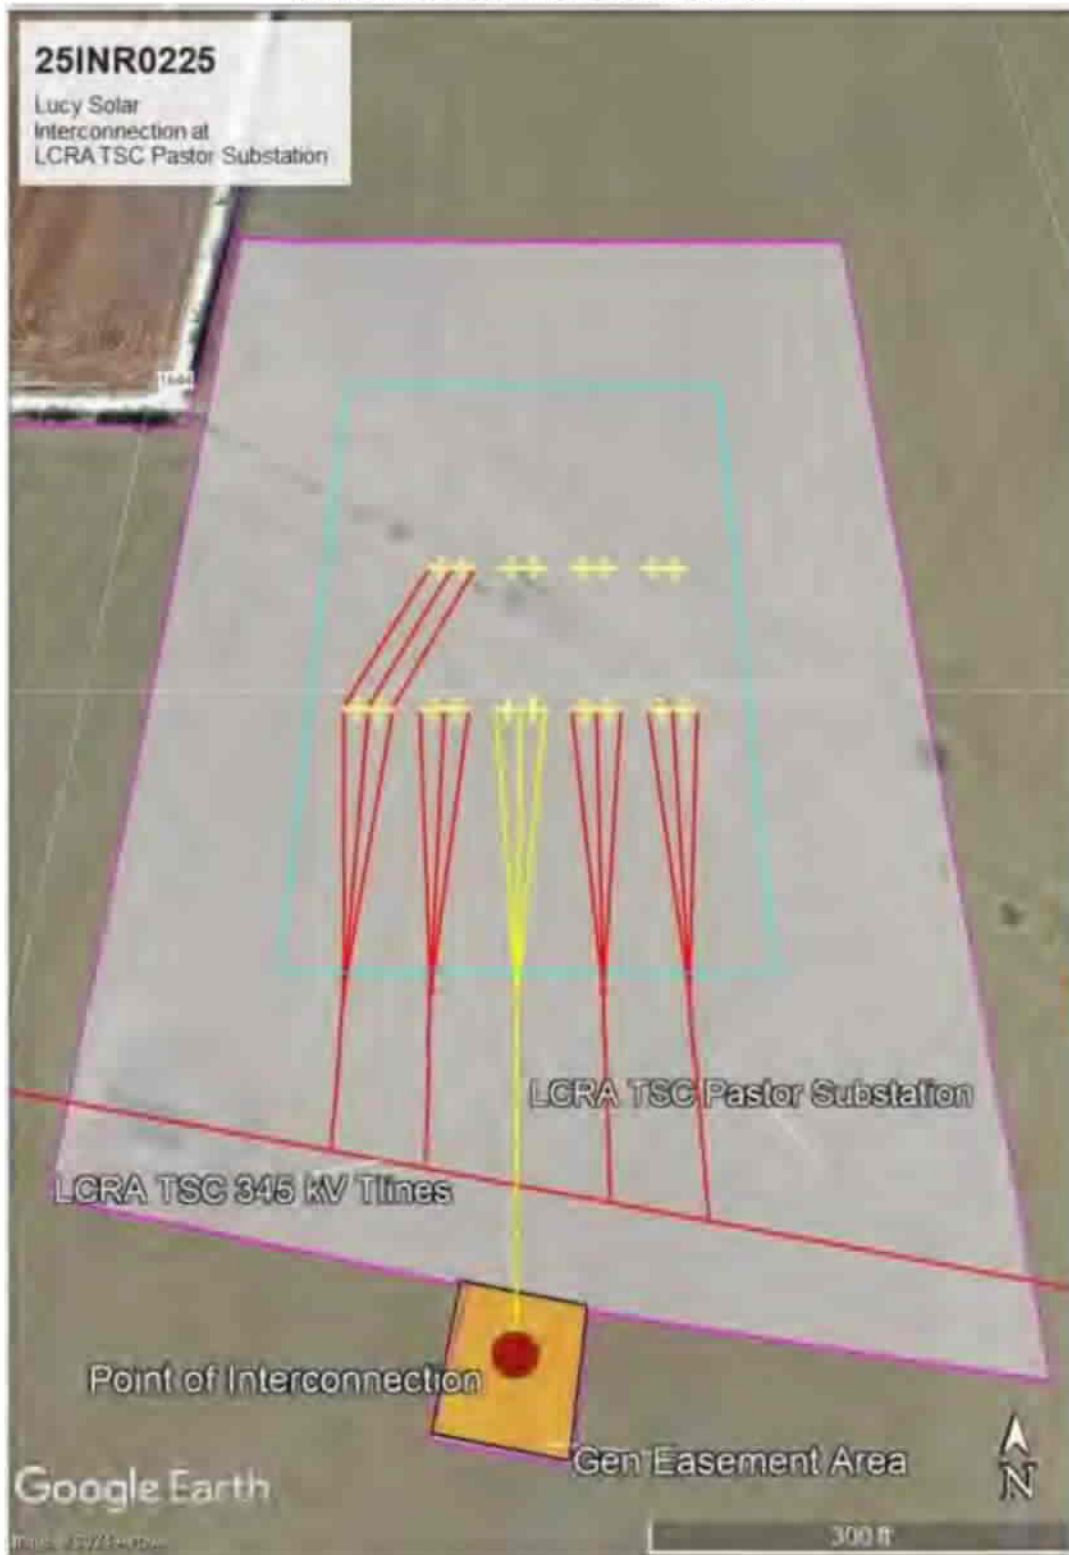 25INR0225
Lucy Solar
Interconnection at
LCRA TSC Pastor Substation
LCRA TSC Pastor Substation
LCRA TSC 345 kV Tlines
Point of Interconnection
Gen Easement Area
N
Google Earth
300 ft